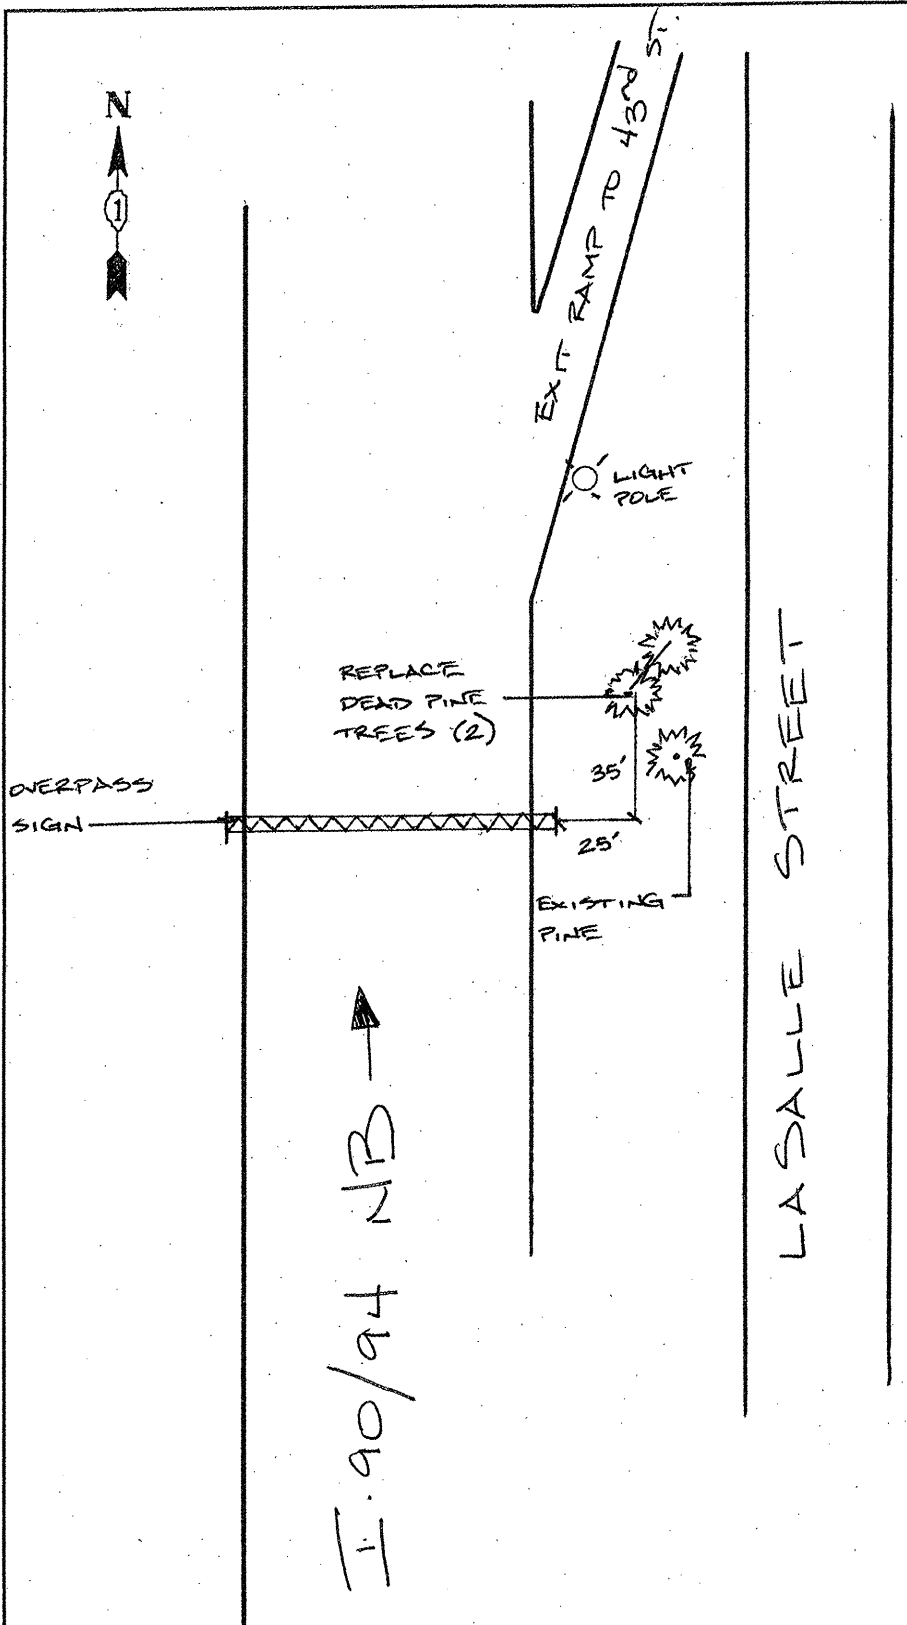 N
1
EXIT RAMP TO 43rd ST.
LIGHT
POLE
REPLACE
DEAD PINE
TREES (2)
35'
OVERPASS
SIGN
25'
EXISTING
PINE
I.90/94 NB
LASALLE STREET